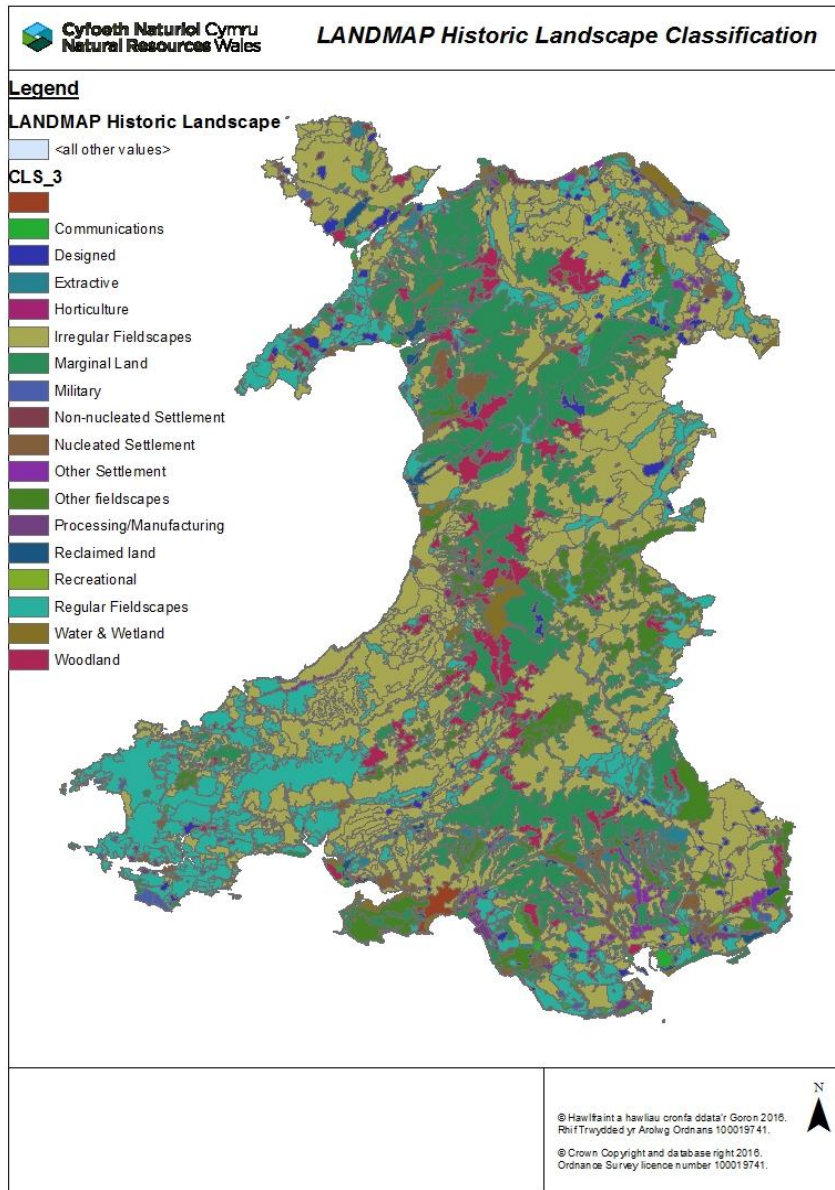 Cyfoeth Naturiol Cymru
Natural Resources Wales
LANDMAP Historic Landscape Classification
Legend
LANDMAP Historic Landscape
<all other values>
CLS_3
Communications
Designed
Extractive
Horticulture
Irregular Fieldscapes
Marginal Land
Military
Non-nucleated Settlement
Nucleated Settlement
Other Settlement
Other fieldscapes
Processing/Manufacturing
Reclaimed land
Recreational
Regular Fieldscapes
Water & Wetland
Woodland
N
© Hawlfraint a hawliau cronfa ddata'r Goron 2016.
Rhif Trwydded yr Arolwg Ordnans 100019741.
© Crown Copyright and database right 2016.
Ordnance Survey licence number 100019741.